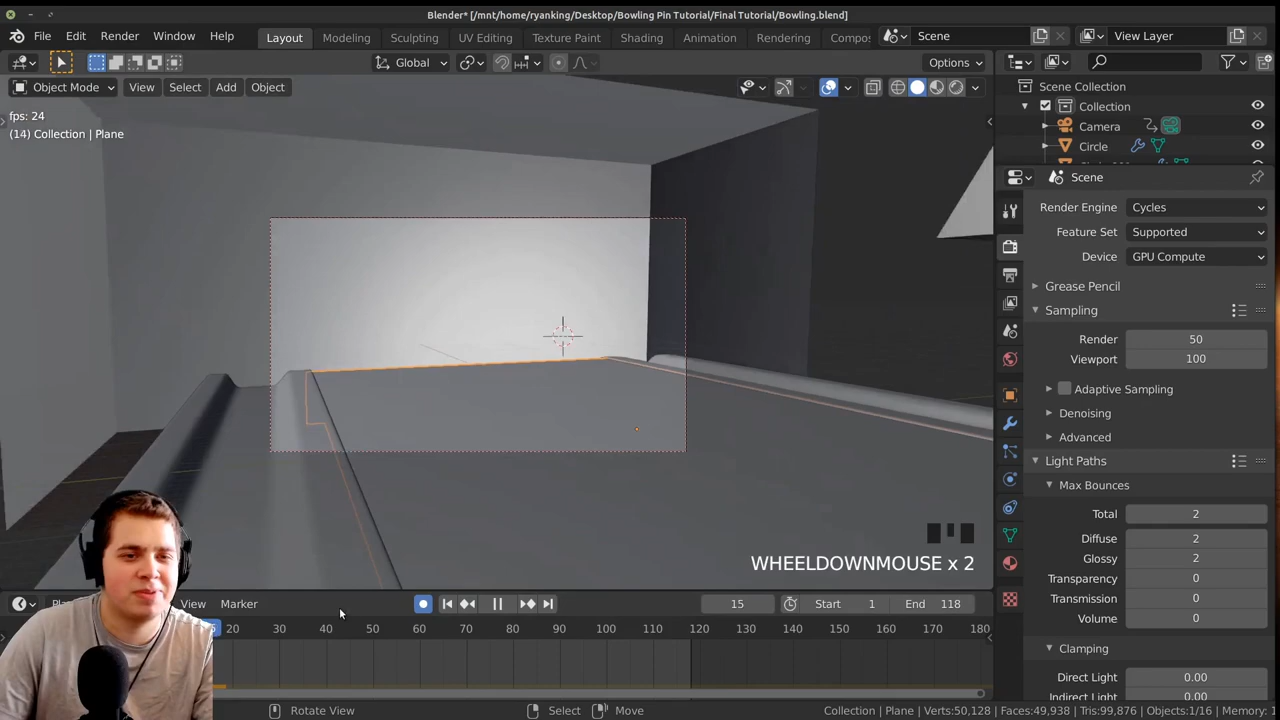 Blender* [/mnt/home/ryanking/Desktop/Bowling Pin Tutorial/Final Tutorial/Bowling.blend]
File Edit Render Window Help Layout Modeling Sculpting UV Editing Texture Paint Shading Animation Rendering Compos Scene View Layer
Global Options
Object Mode View Select Add Object
Scene Collection
Collection
Camera
Circle
fps: 24
(14) Collection | Plane
Scene
Render Engine Cycles
Feature Set Supported
Device GPU Compute
Grease Pencil
Sampling
Render 50
Viewport 100
Adaptive Sampling
Denoising
Advanced
Light Paths
Max Bounces
Total 2
Diffuse 2
Glossy 2
Transparency 0
Transmission 0
Volume 0
Clamping
Direct Light 0.00
Indirect Light 0.00
WHEELDOWNMOUSE x 2
View Marker 15 Start 1 End 118
20 30 40 50 60 70 80 90 100 110 120 130 140 150 160 170 180
Rotate View Select Move Collection | Plane | Verts:50,128 | Faces:49,938 | Tris:99,876 | Objects:1/16 | Memory: 1